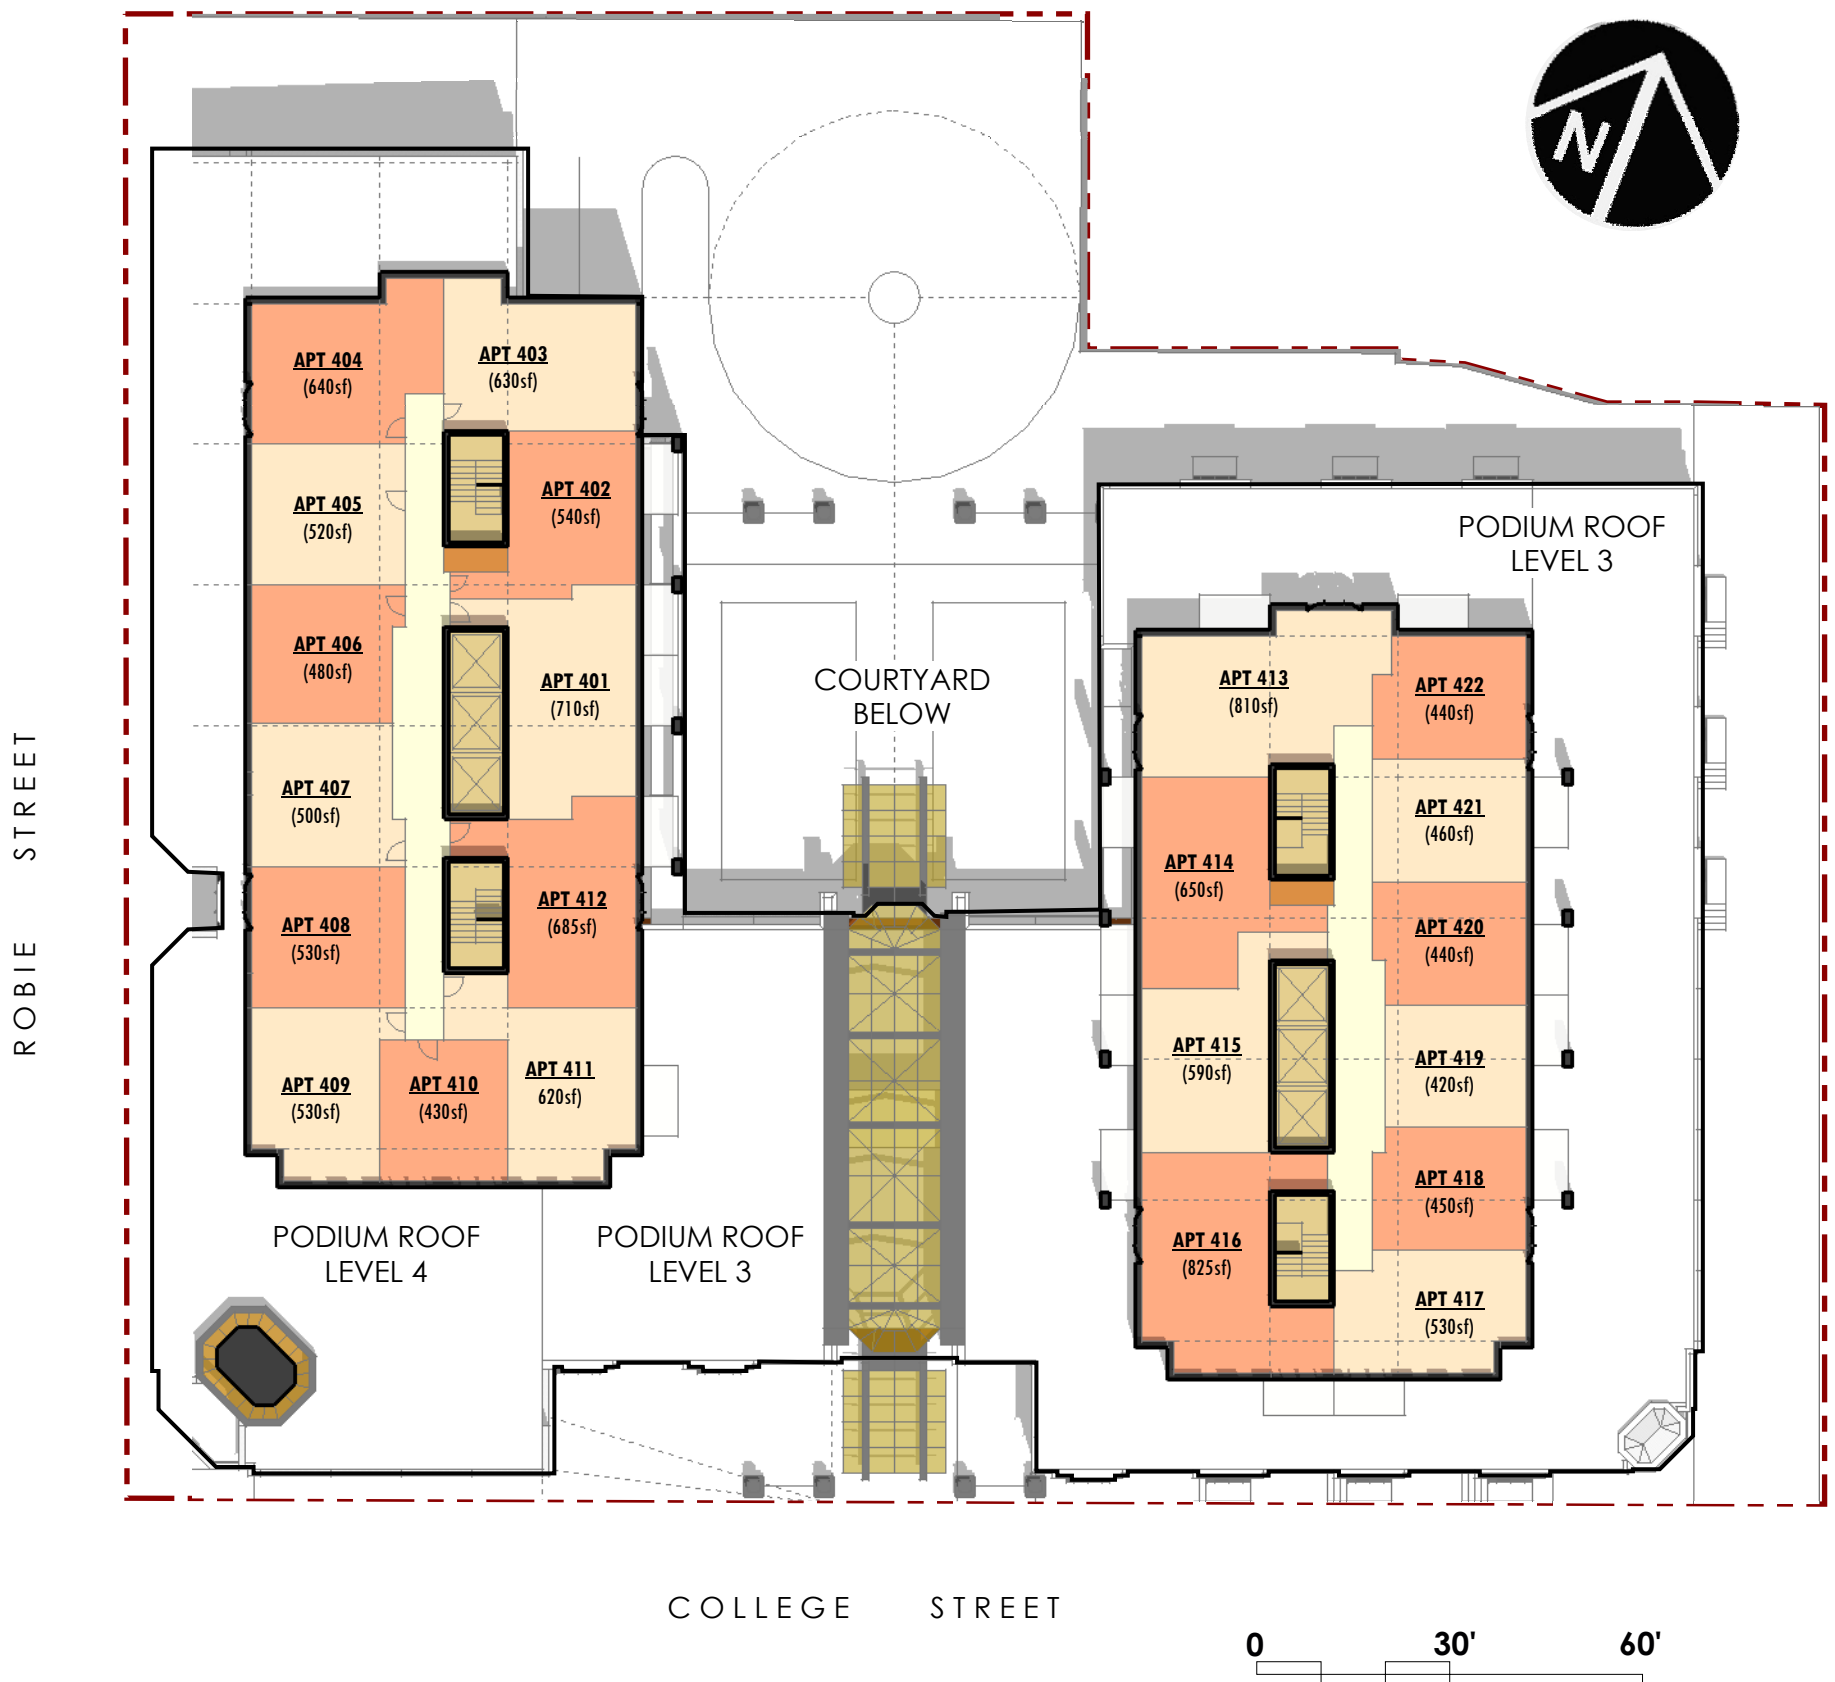 N
APT 404
(640sf)
APT 403
(630sf)
APT 405
(520sf)
APT 402
(540sf)
APT 406
(480sf)
APT 401
(710sf)
APT 407
(500sf)
APT 408
(530sf)
APT 412
(685sf)
APT 409
(530sf)
APT 410
(430sf)
APT 411
620sf)
COURTYARD
BELOW
PODIUM ROOF
LEVEL 3
APT 413
(810sf)
APT 422
(440sf)
APT 421
(460sf)
APT 414
(650sf)
APT 420
(440sf)
APT 415
(590sf)
APT 419
(420sf)
APT 418
(450sf)
APT 416
(825sf)
APT 417
(530sf)
PODIUM ROOF
LEVEL 4
PODIUM ROOF
LEVEL 3
ROBIE STREET
COLLEGE STREET
0 30' 60'